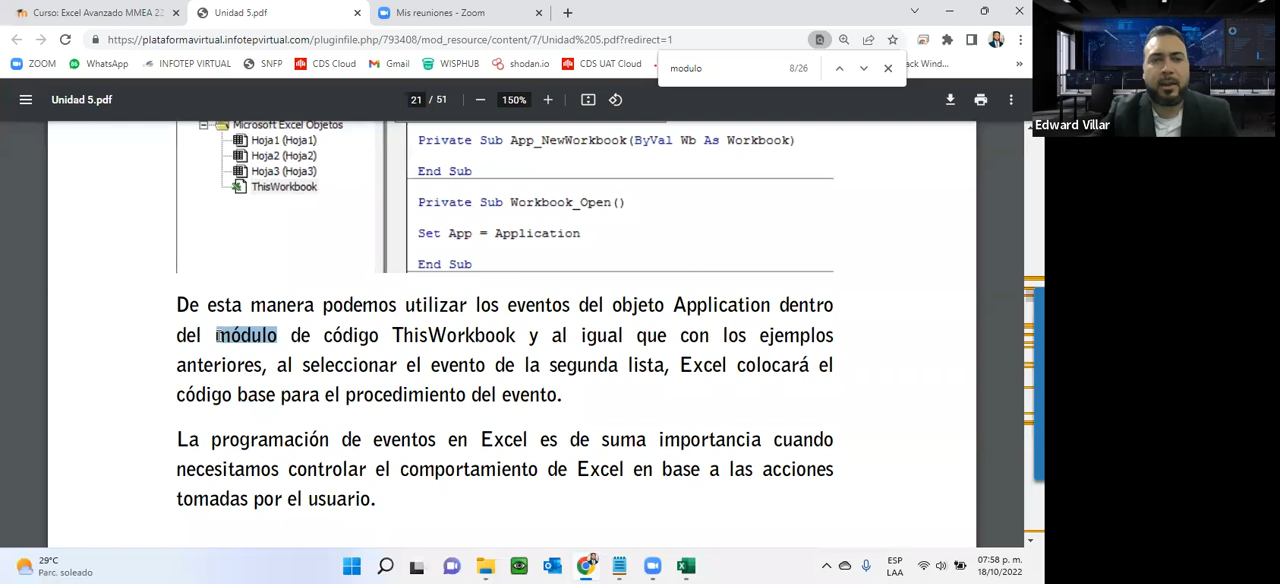 Curso: Excel Avanzado MMEA 22
Unidad 5.pdf
Mis reuniones - Zoom
https://plataformavirtual.infotepvirtual.com/pluginfile.php/793408/mod_resource/content/7/Unidad%205.pdf?redirect=1
ZOOM
WhatsApp
INFOTEP VIRTUAL
SNFP
CDS Cloud
Gmail
WISPHUB
shodan.io
CDS UAT Cloud
modulo
8/26
ack Wind...
Edward Villar
Unidad 5.pdf
21 / 51
150%
Microsoft Excel Objetos
Hoja1 (Hoja1)
Hoja2 (Hoja2)
Hoja3 (Hoja3)
ThisWorkbook
Private Sub App_NewWorkbook(ByVal Wb As Workbook)
End Sub
Private Sub Workbook_Open()
Set App = Application
End Sub
De esta manera podemos utilizar los eventos del objeto Application dentro
del módulo de código ThisWorkbook y al igual que con los ejemplos
anteriores, al seleccionar el evento de la segunda lista, Excel colocará el
código base para el procedimiento del evento.
La programación de eventos en Excel es de suma importancia cuando
necesitamos controlar el comportamiento de Excel en base a las acciones
tomadas por el usuario.
29°C
Parc. soleado
ESP
LAA
07:58 p. m.
18/10/2022